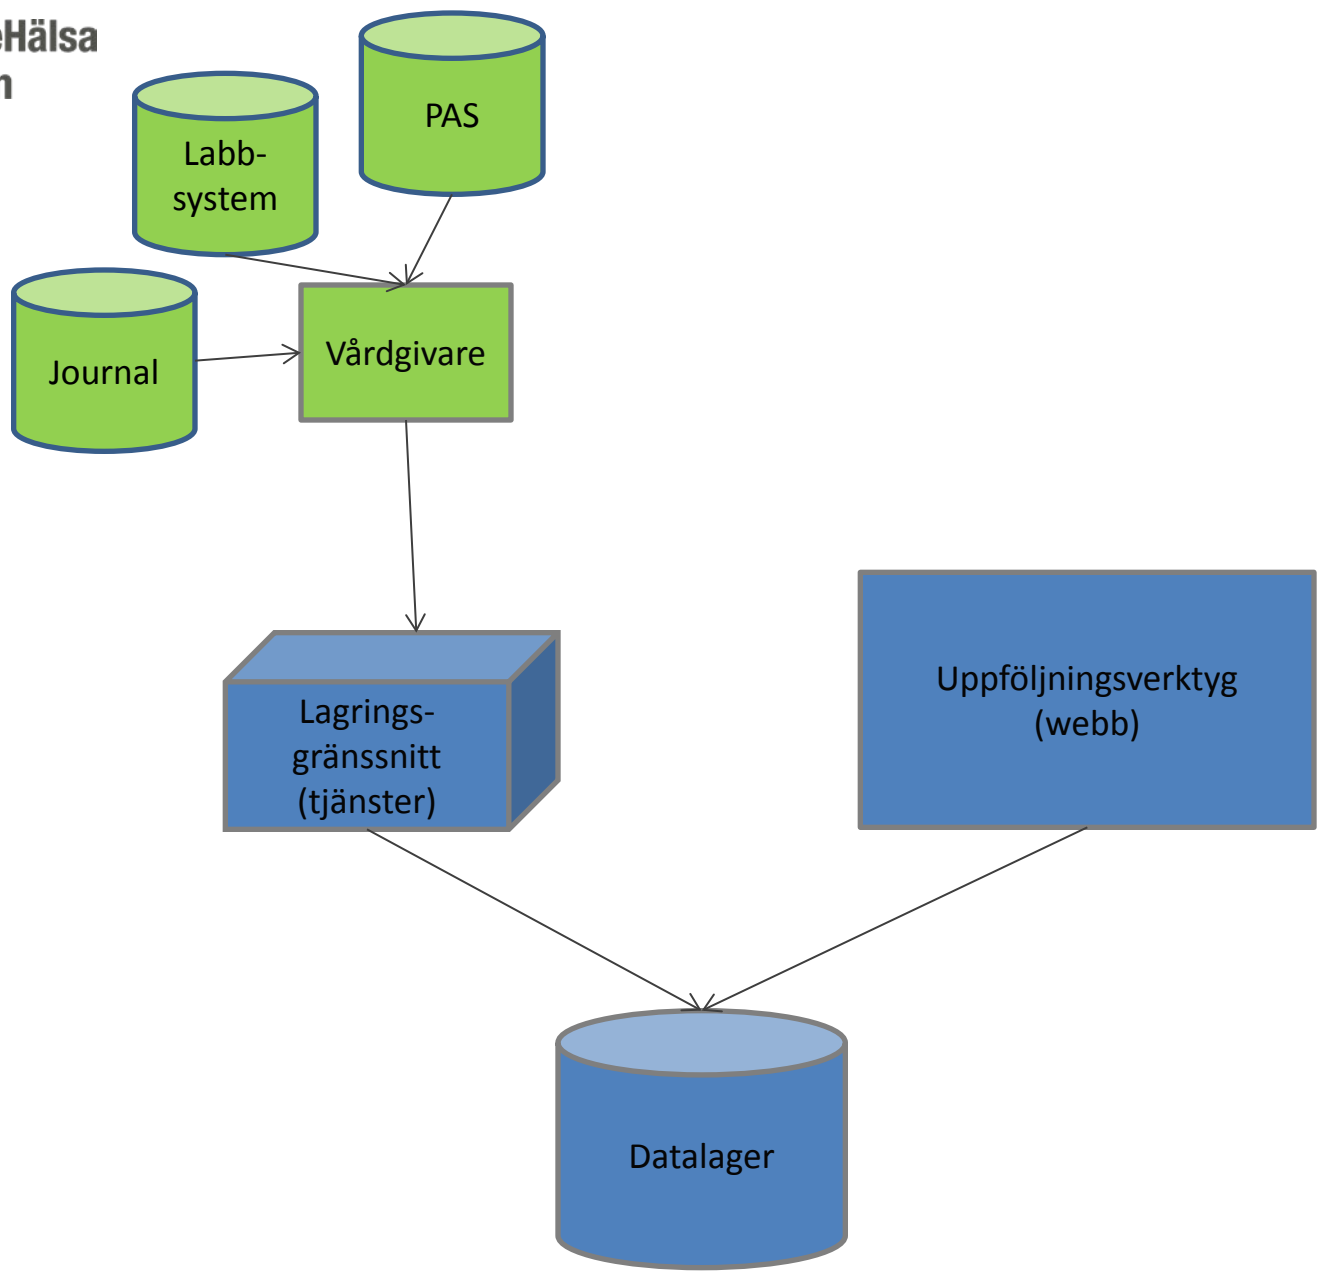 eHälsa
PAS
Labb-
system
Vårdgivare
Journal
Lagrings-
gränssnitt
(tjänster)
Uppföljningsverktyg
(webb)
Datalager